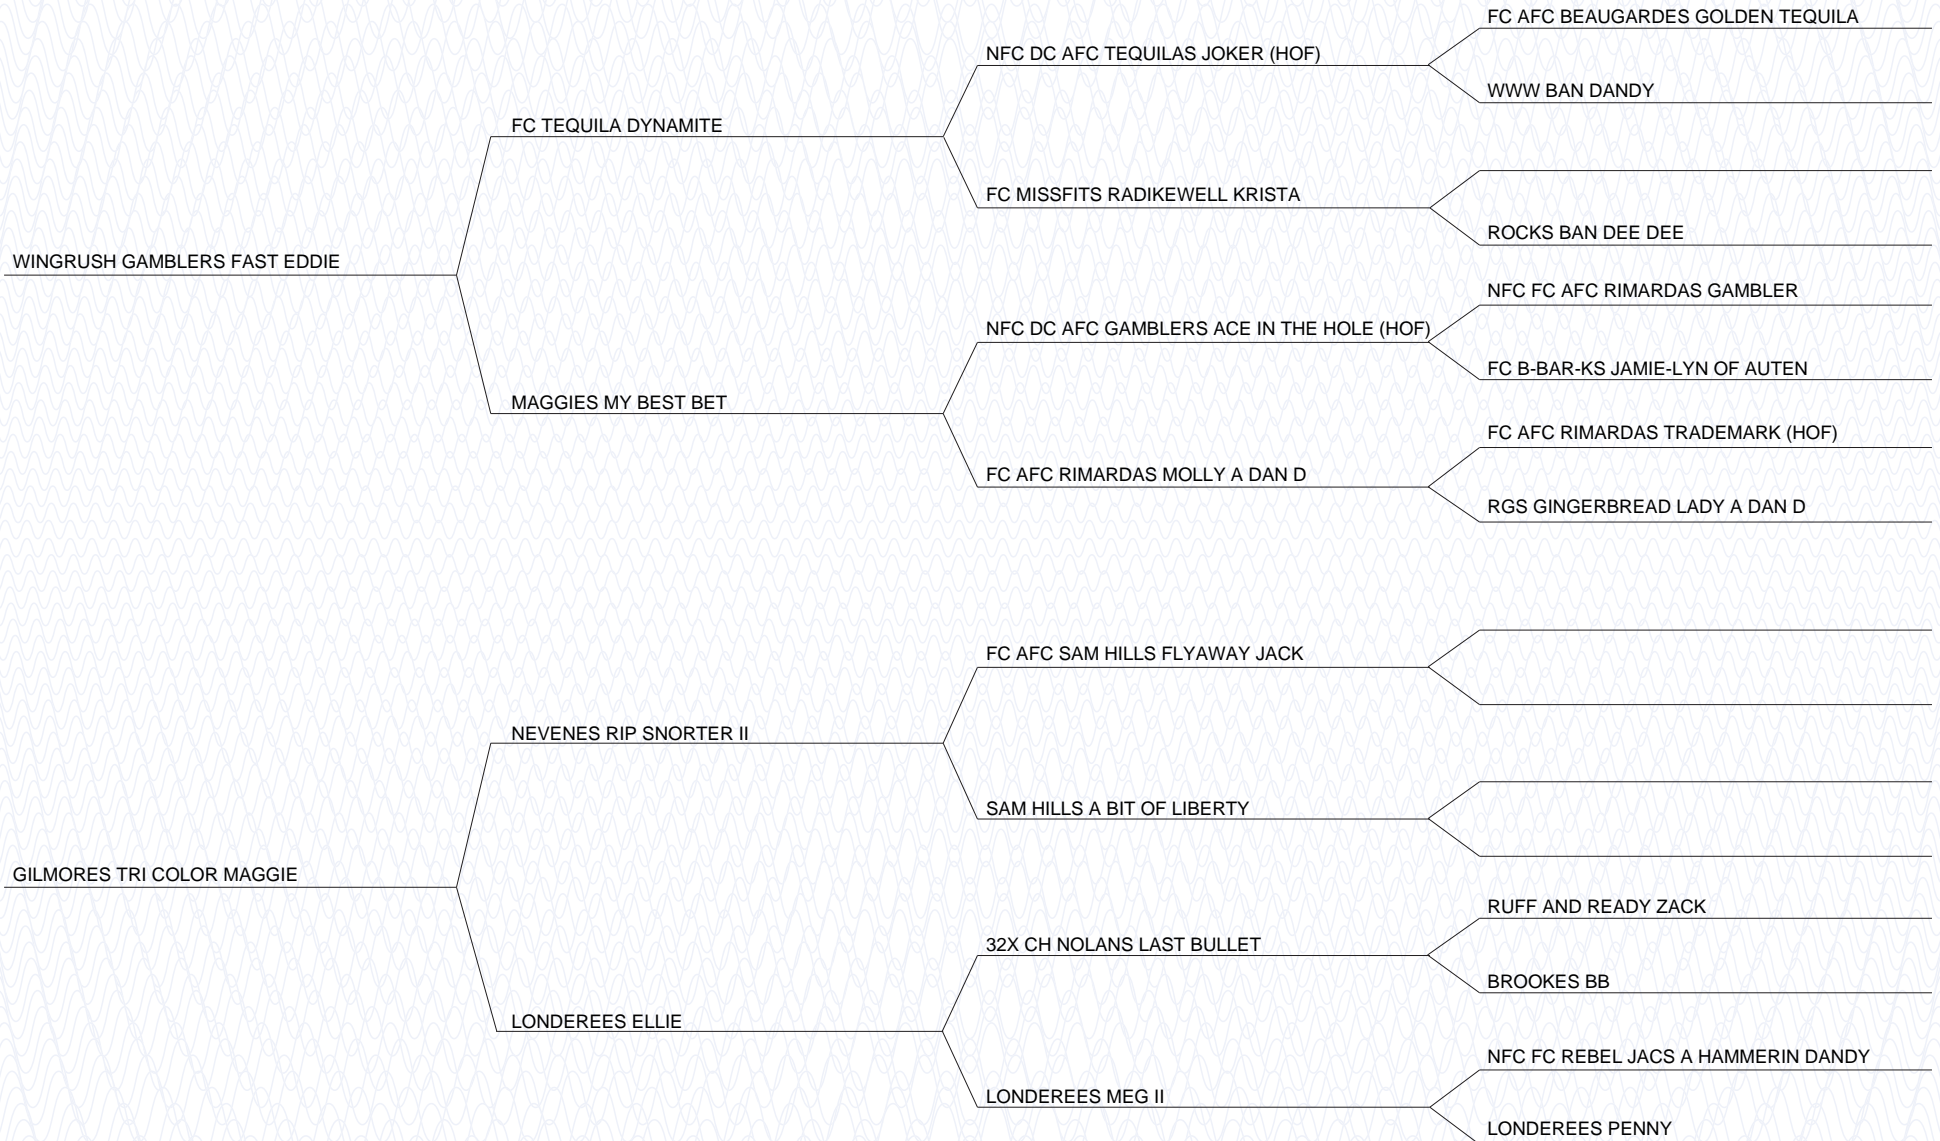 FC AFC BEAUGARDES GOLDEN TEQUILA
NFC DC AFC TEQUILAS JOKER (HOF)
WWW BAN DANDY
FC TEQUILA DYNAMITE
FC MISSFITS RADIKEWELL KRISTA
ROCKS BAN DEE DEE
WINGRUSH GAMBLERS FAST EDDIE
NFC FC AFC RIMARDAS GAMBLER
NFC DC AFC GAMBLERS ACE IN THE HOLE (HOF)
FC B-BAR-KS JAMIE-LYN OF AUTEN
MAGGIES MY BEST BET
FC AFC RIMARDAS TRADEMARK (HOF)
FC AFC RIMARDAS MOLLY A DAN D
RGS GINGERBREAD LADY A DAN D
FC AFC SAM HILLS FLYAWAY JACK
NEVENES RIP SNORTER II
SAM HILLS A BIT OF LIBERTY
GILMORES TRI COLOR MAGGIE
RUFF AND READY ZACK
32X CH NOLANS LAST BULLET
BROOKES BB
LONDEREES ELLIE
NFC FC REBEL JACS A HAMMERIN DANDY
LONDEREES MEG II
LONDEREES PENNY